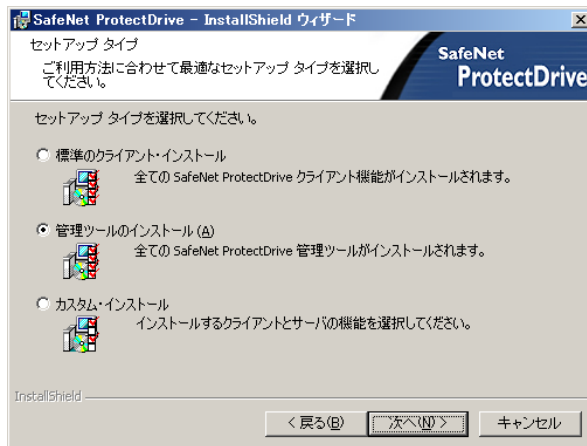 SafeNet ProtectDrive - InstallShield ウィザード
セットアップ タイプ
ご利用方法に合わせて最適なセットアップ タイプを選択し
てください。
SafeNet
ProtectDrive
セットアップ タイプを選択してください。
標準のクライアント・インストール
全ての SafeNet ProtectDrive クライアント機能がインストールされます。
管理ツールのインストール(A)
全ての SafeNet ProtectDrive 管理ツールがインストールされます。
カスタム・インストール
インストールするクライアントとサーバの機能を選択してください。
InstallShield
< 戻る(B)
次へ(N) >
キャンセル